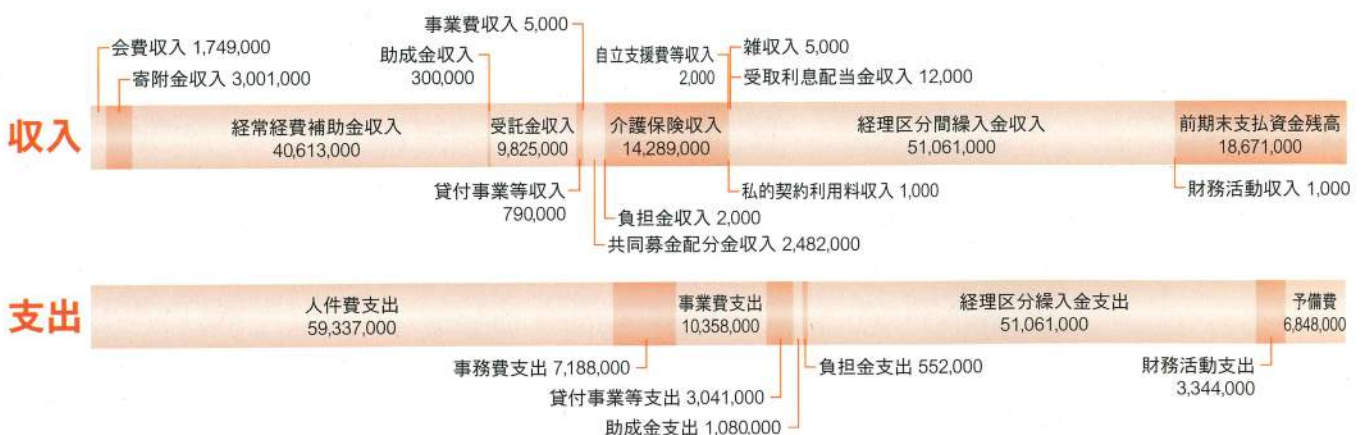 事業費収入 5,000
会費収入 1,749,000
助成金収入
300,000
自立支援費等収入
2,000
雑収入 5,000
寄附金収入 3,001,000
受取利息配当金収入 12,000
収入
経常経費補助金収入
40,613,000
受託金収入
9,825,000
介護保険収入
14,289,000
経理区分間繰入金収入
51,061,000
前期末支払資金残高
18,671,000
貸付事業等収入
790,000
私的契約利用料収入 1,000
財務活動収入 1,000
負担金収入 2,000
共同募金配分金収入 2,482,000
支出
人件費支出
59,337,000
事業費支出
10,358,000
経理区分繰入金支出
51,061,000
予備費
6,848,000
事務費支出 7,188,000
負担金支出 552,000
財務活動支出
3,344,000
貸付事業等支出 3,041,000
助成金支出 1,080,000